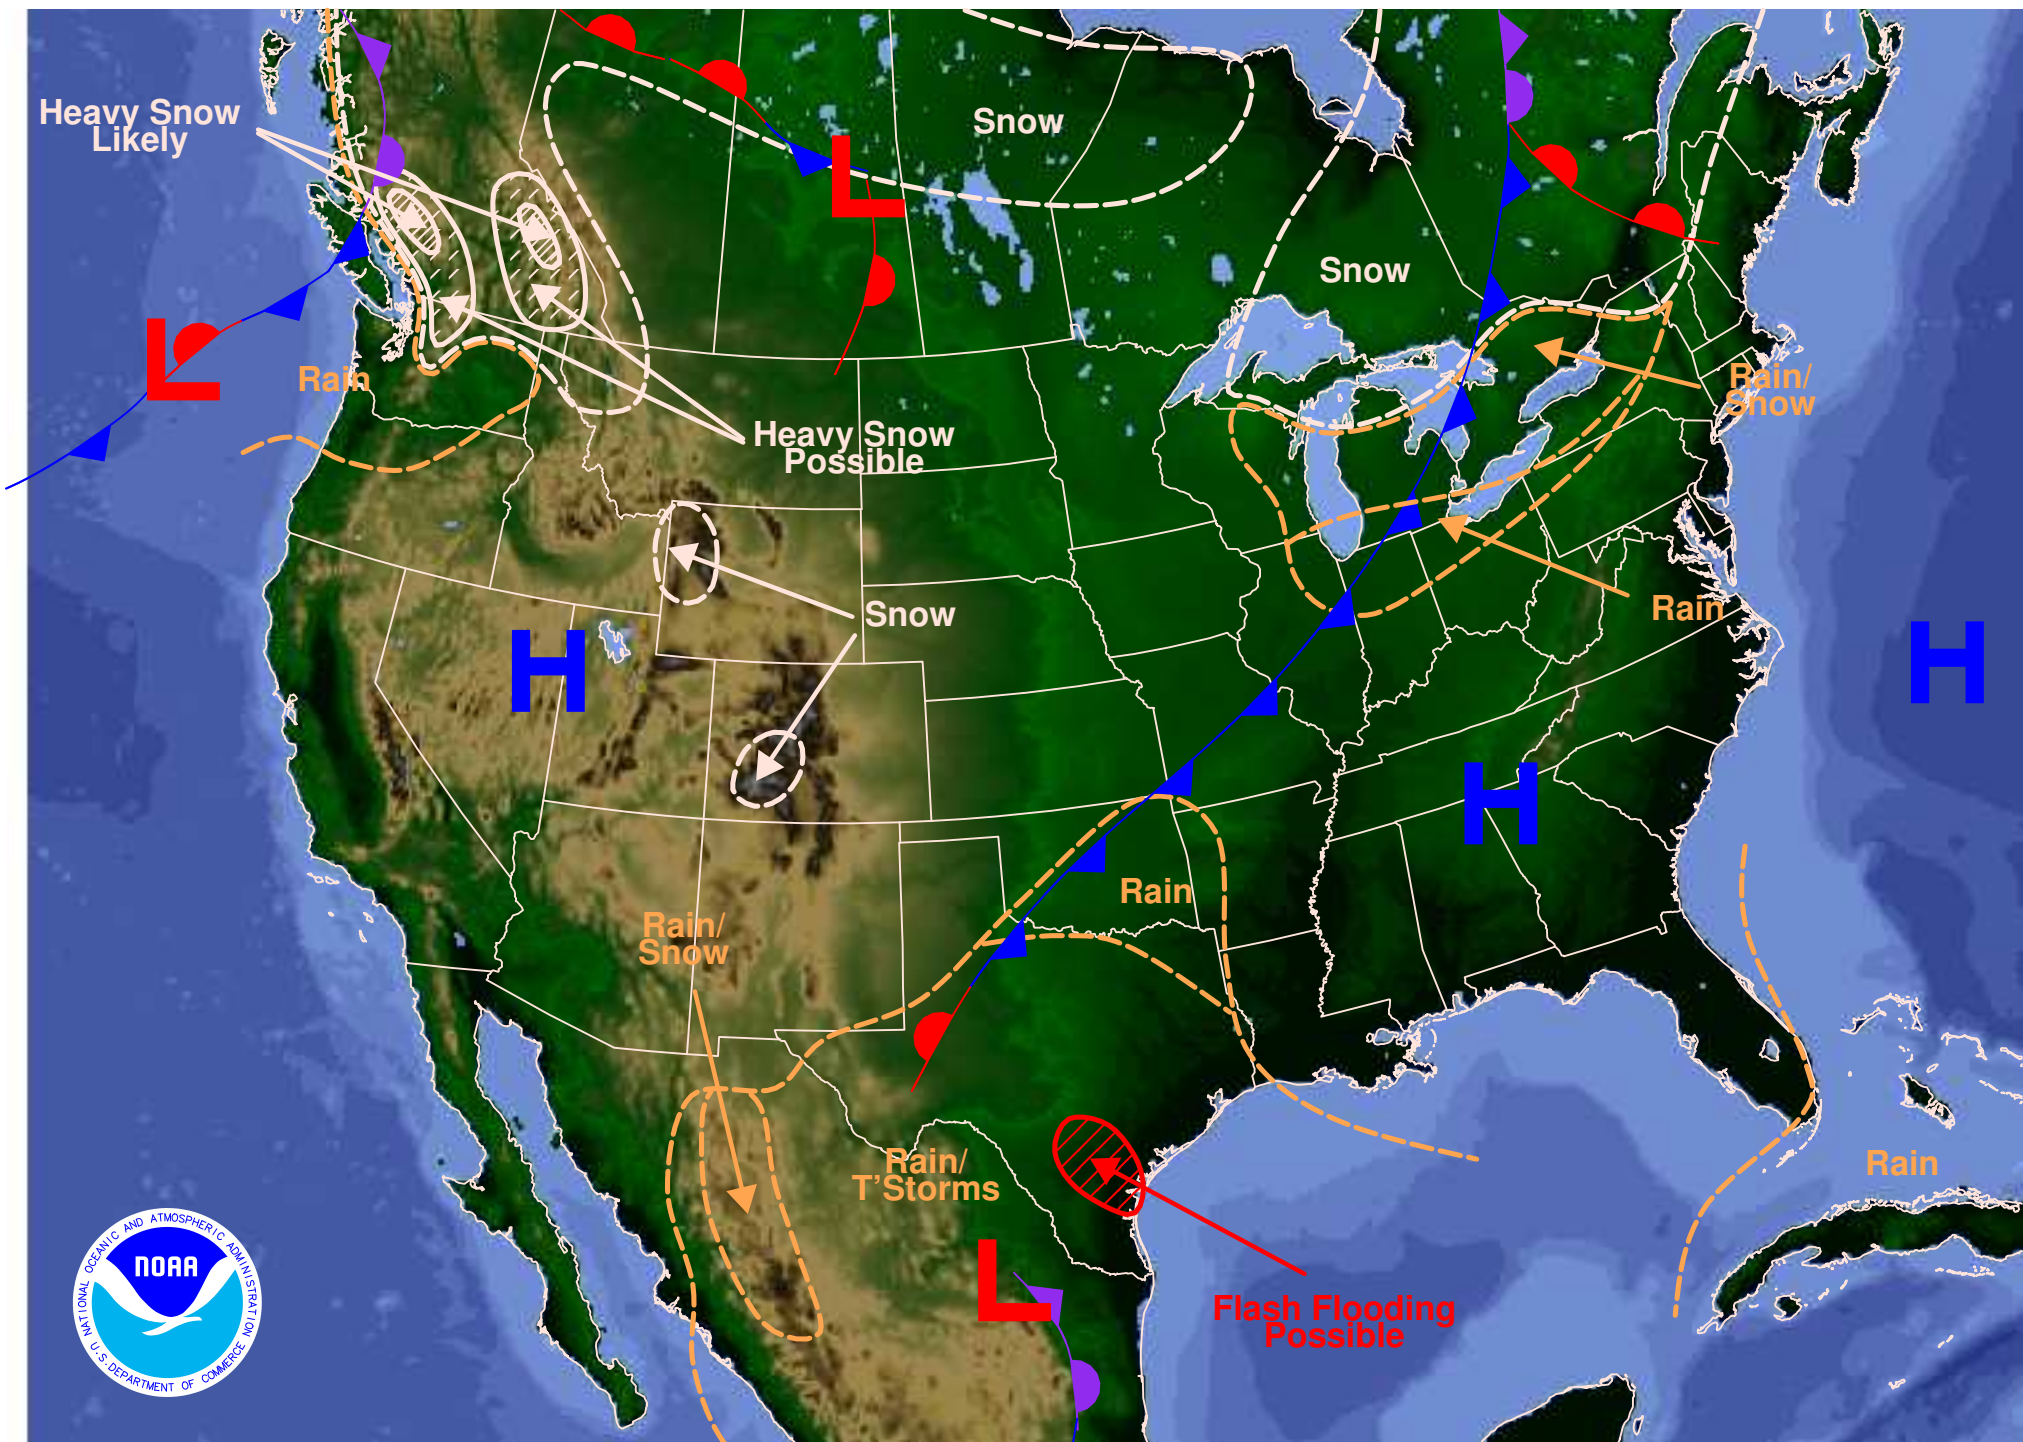 Heavy Snow
Likely
Snow
L
Snow
L
Rain
Rain/
Snow
Heavy Snow
Possible
Snow
Rain
H
H
H
Rain
Rain/
Snow
Rain/
T'Storms
Rain
L
Flash Flooding
Possible
NATIONAL OCEANIC AND ATMOSPHERIC ADMINISTRATION
NOAA
U.S. DEPARTMENT OF COMMERCE